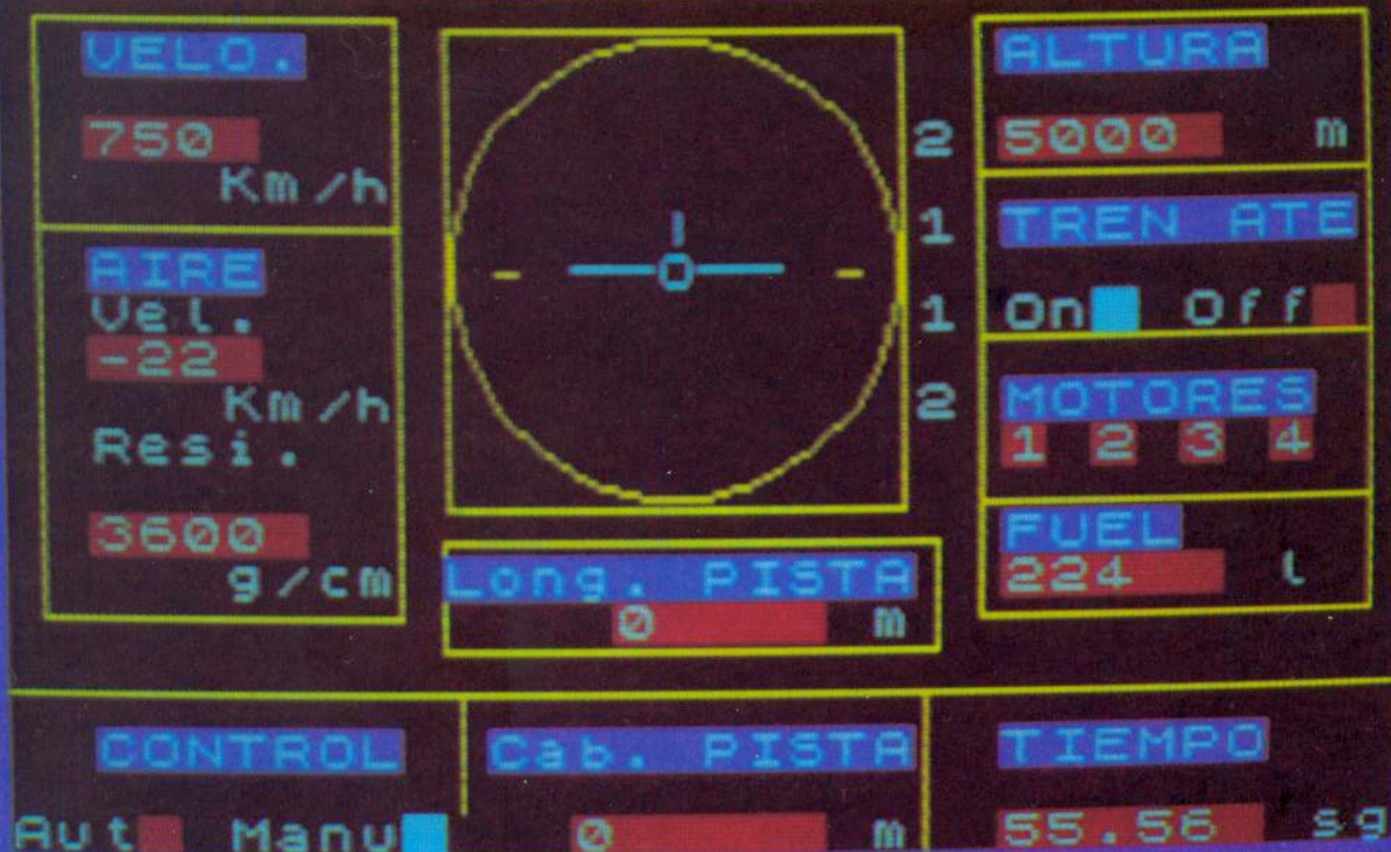 VELO.
750
Km/h
AIRE
Vel.
-22
Km/h
Resi.
3600
g/cm
2
1
1
2
Long. PISTA
0 m
ALTURA
5000 m
TREN ATE
On Off
MOTORES
1 2 3 4
FUEL
224 l
CONTROL
Aut Manu
Cab. PISTA
0 m
TIEMPO
55.56 sg